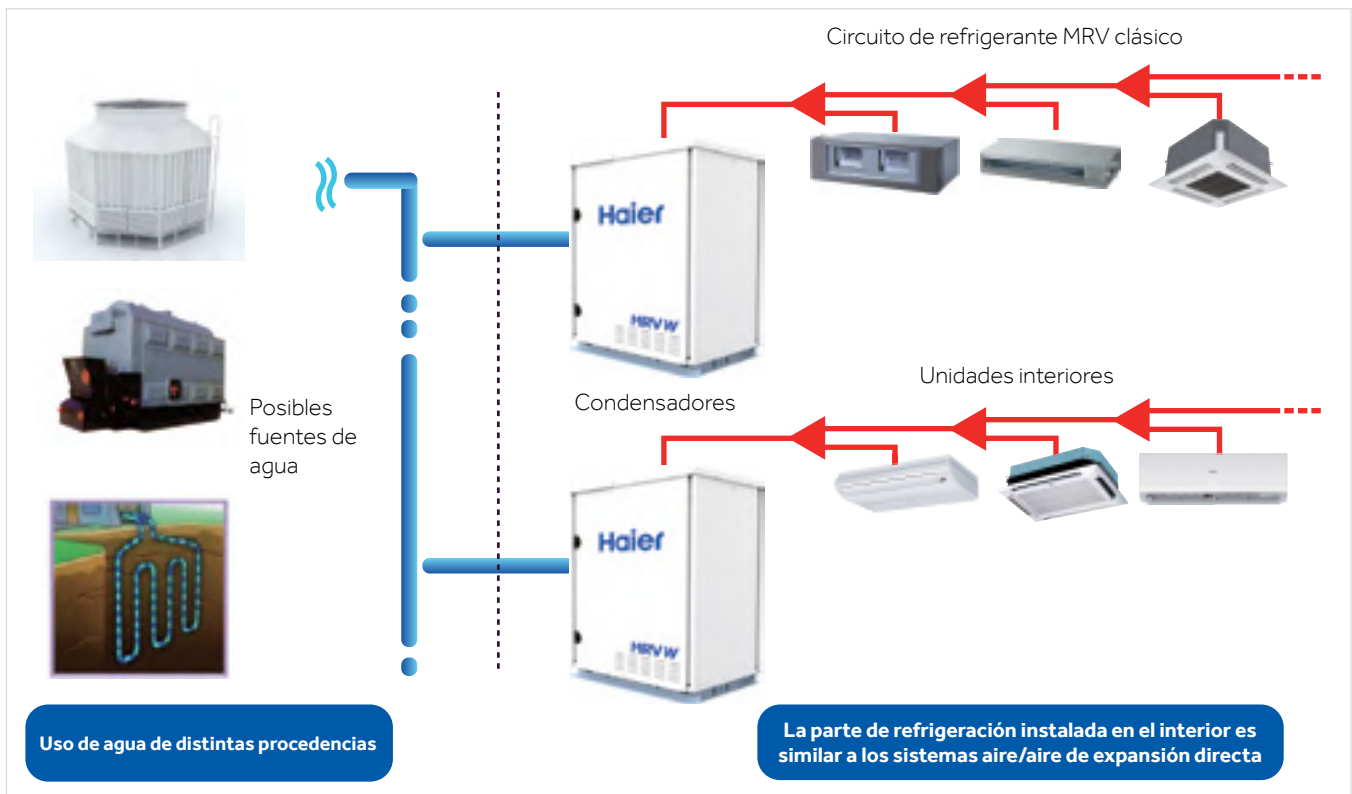 Circuito de refrigerante MRV clásico
Haier
MRV W
Posibles
fuentes de
agua
Condensadores
Unidades interiores
Haier
MRV W
Uso de agua de distintas procedencias
La parte de refrigeración instalada en el interior es
similar a los sistemas aire/aire de expansión directa